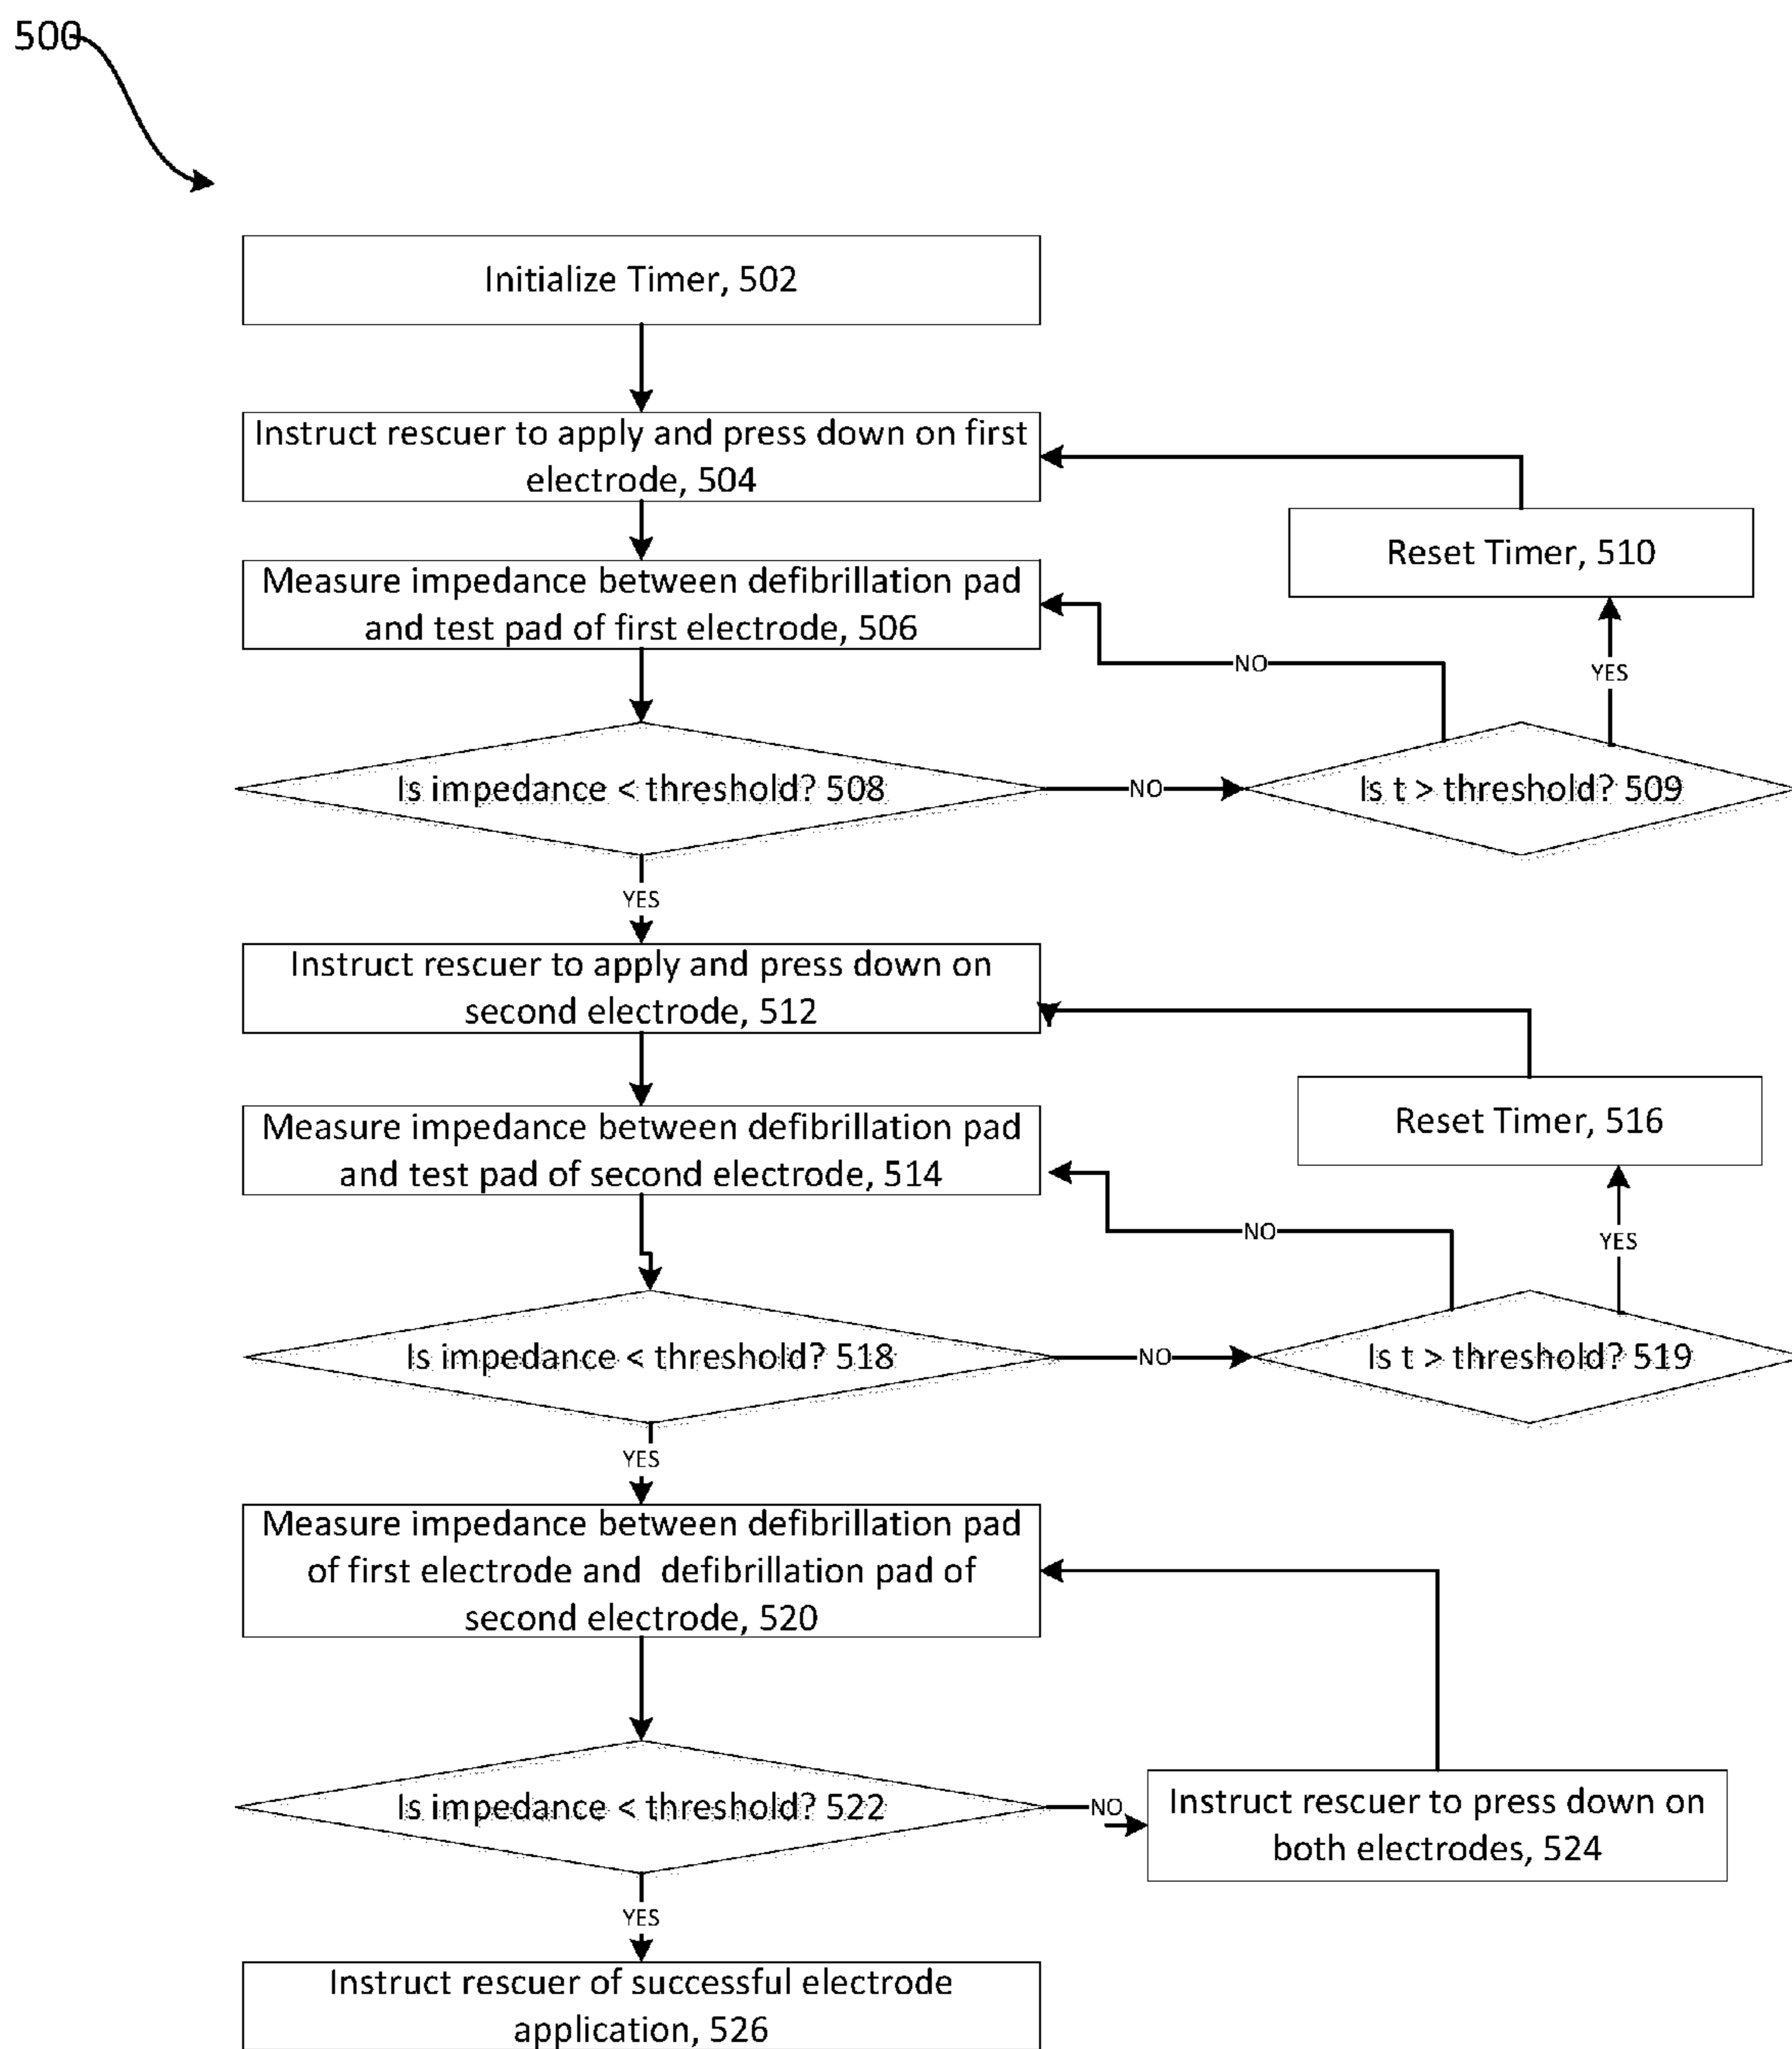 500
Initialize Timer, 502
Instruct rescuer to apply and press down on first
electrode, 504
Reset Timer, 510
Measure impedance between defibrillation pad
and test pad of first electrode, 506
NO
YES
Is impedance < threshold? 508
NO
Is t > threshold? 509
YES
Instruct rescuer to apply and press down on
second electrode, 512
Measure impedance between defibrillation pad
and test pad of second electrode, 514
Reset Timer, 516
NO
YES
Is impedance < threshold? 518
NO
Is t > threshold? 519
YES
Measure impedance between defibrillation pad
of first electrode and defibrillation pad of
second electrode, 520
Is impedance < threshold? 522
NO
Instruct rescuer to press down on
both electrodes, 524
YES
Instruct rescuer of successful electrode
application, 526